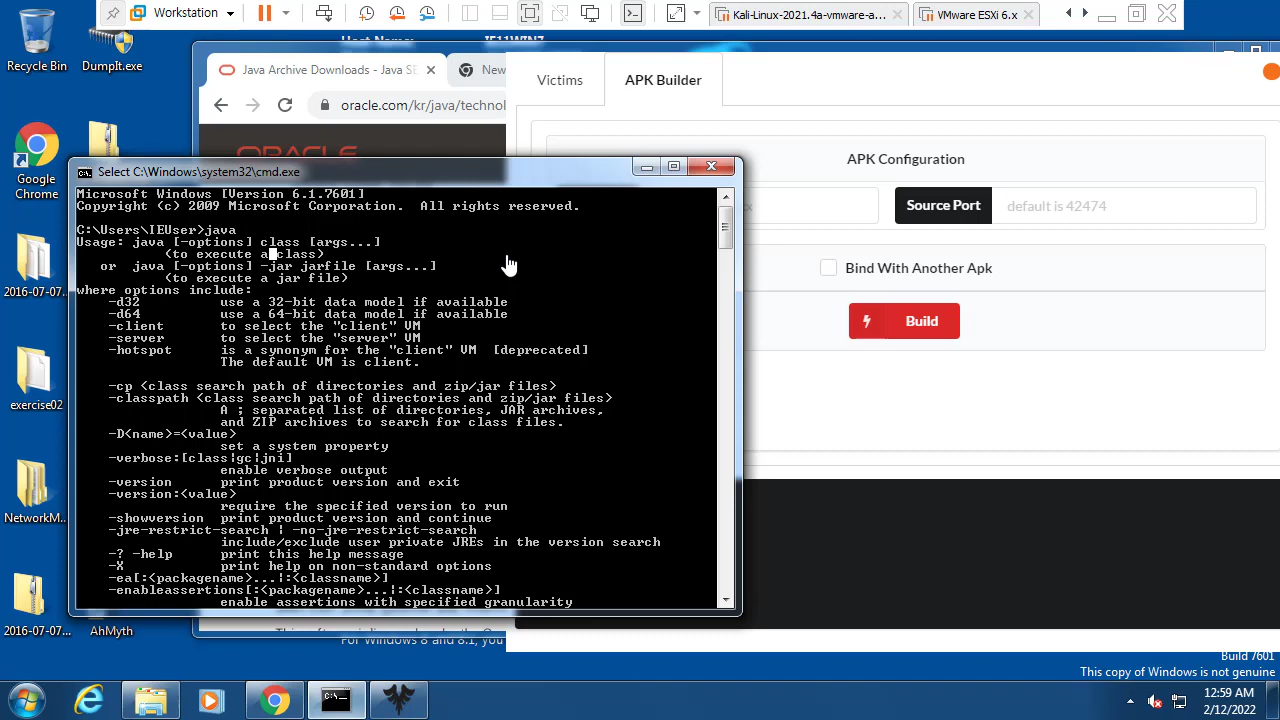 Workstation
Kali-Linux-2021.4a-vmware-a...
VMware ESXi 6.x
Recycle Bin
DumpIt.exe
Java Archive Downloads - Java SE
New
oracle.com/kr/java/technol
Victims
APK Builder
APK Configuration
Source Port
default is 42474
Bind With Another Apk
Build
Google
Chrome
2016-07-07...
exercise02
NetworkM...
2016-07-07...
AhMyth
Select C:\Windows\system32\cmd.exe
Microsoft Windows [Version 6.1.7601]
Copyright (c) 2009 Microsoft Corporation.  All rights reserved.
C:\Users\IEUser>java
Usage: java [-options] class [args...]
(to execute a class)
or  java [-options] -jar jarfile [args...]
(to execute a jar file)
where options include:
-d32 use a 32-bit data model if available
-d64 use a 64-bit data model if available
-client to select the "client" VM
-server to select the "server" VM
-hotspot is a synonym for the "client" VM  [deprecated]
The default VM is client.
-cp <class search path of directories and zip/jar files>
-classpath <class search path of directories and zip/jar files>
A ; separated list of directories, JAR archives,
and ZIP archives to search for class files.
-D<name>=<value>
set a system property
-verbose:[class|gc|jni]
enable verbose output
-version print product version and exit
-version:<value>
require the specified version to run
-showversion print product version and continue
-jre-restrict-search | -no-jre-restrict-search
include/exclude user private JREs in the version search
-? -help print this help message
-X print help on non-standard options
-ea[:<packagename>...|:<classname>]
-enableassertions[:<packagename>...|:<classname>]
enable assertions with specified granularity
For Windows 8 and 8.1, you
Build 7601
This copy of Windows is not genuine
12:59 AM
2/12/2022